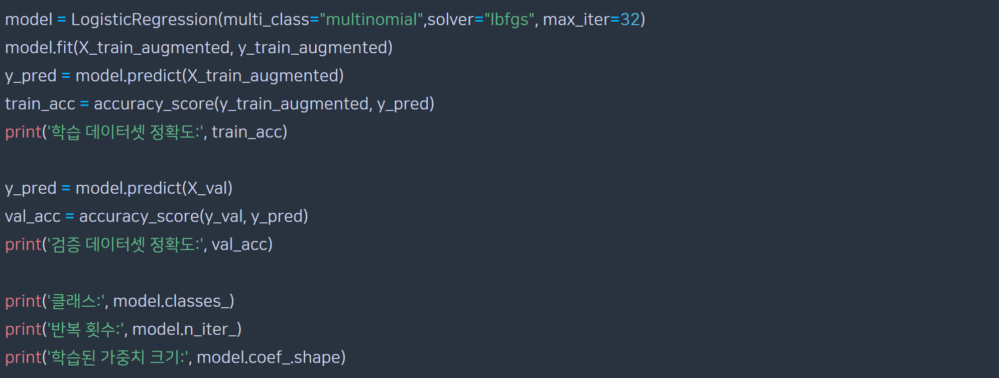 model = LogisticRegression(multi_class="multinomial",solver="lbfgs", max_iter=32)
model.fit(X_train_augmented, y_train_augmented)
y_pred = model.predict(X_train_augmented)
train_acc = accuracy_score(y_train_augmented, y_pred)
print('학습 데이터셋 정확도:', train_acc)
y_pred = model.predict(X_val)
val_acc = accuracy_score(y_val, y_pred)
print('검증 데이터셋 정확도:', val_acc)
print('클래스:', model.classes_)
print('반복 횟수:', model.n_iter_)
print('학습된 가중치 크기:', model.coef_.shape)